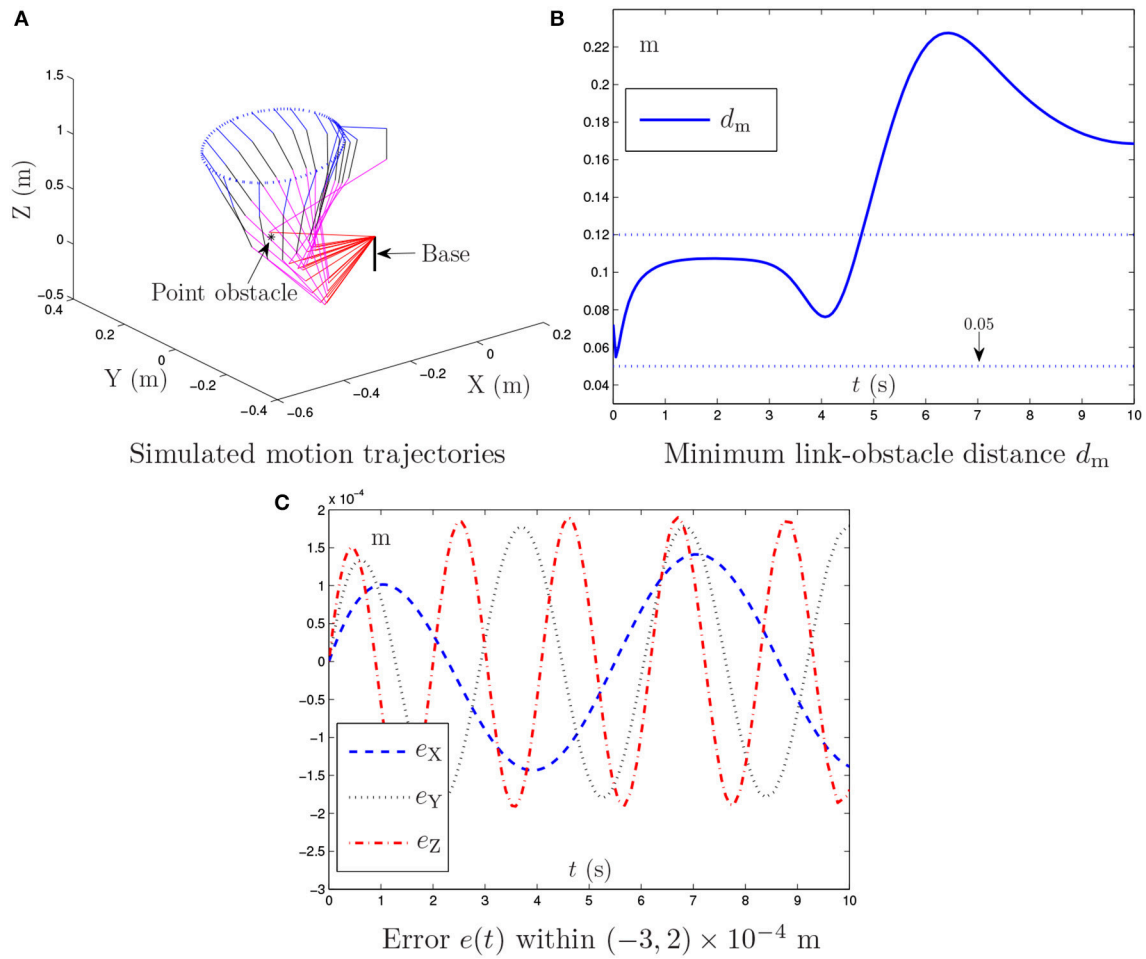 A
1.5
1
0.5
0
−0.5
Z (m)
Base
Point obstacle
0.4
0.2
0
−0.2
−0.4
Y (m)
−0.6
−0.4
−0.2
0
0.2
X (m)
Simulated motion trajectories
B
m
0.22
0.2
0.18
0.16
0.14
0.12
0.1
0.08
0.06
0.04
dm
0.05
t (s)
0 1 2 3 4 5 6 7 8 9 10
Minimum link-obstacle distance dm
C
x 10−4
m
2
1.5
1
0.5
0
−0.5
−1
−1.5
−2
−2.5
−3
eX
eY
eZ
t (s)
0 1 2 3 4 5 6 7 8 9 10
Error e(t) within (−3, 2) × 10−4 m